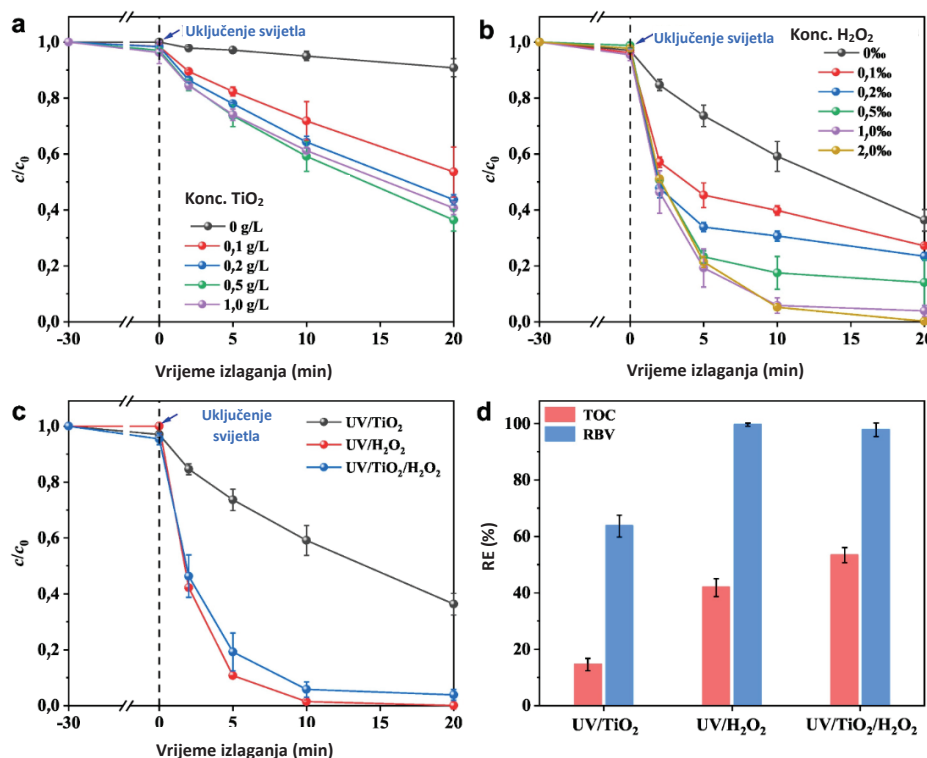 a
Uključenje svijetla
1,0
0,8
0,6
0,4
0,2
0,0
c/c₀
Konc. TiO₂
0 g/L
0,1 g/L
0,2 g/L
0,5 g/L
1,0 g/L
-30 0 5 10 20
Vrijeme izlaganja (min)
b
Uključenje svijetla
Konc. H₂O₂
0‰
0,1‰
0,2‰
0,5‰
1,0‰
2,0‰
1,0
0,8
0,6
0,4
0,2
0,0
c/c₀
-30 0 5 10 15 20
Vrijeme izlaganja (min)
c
Uključenje
svijetla
UV/TiO₂
UV/H₂O₂
UV/TiO₂/H₂O₂
1,0
0,8
0,6
0,4
0,2
0,0
c/c₀
-30 0 5 10 20
Vrijeme izlaganja (min)
d
TOC
RBV
100
80
60
40
20
0
RE (%)
UV/TiO₂ UV/H₂O₂ UV/TiO₂/H₂O₂